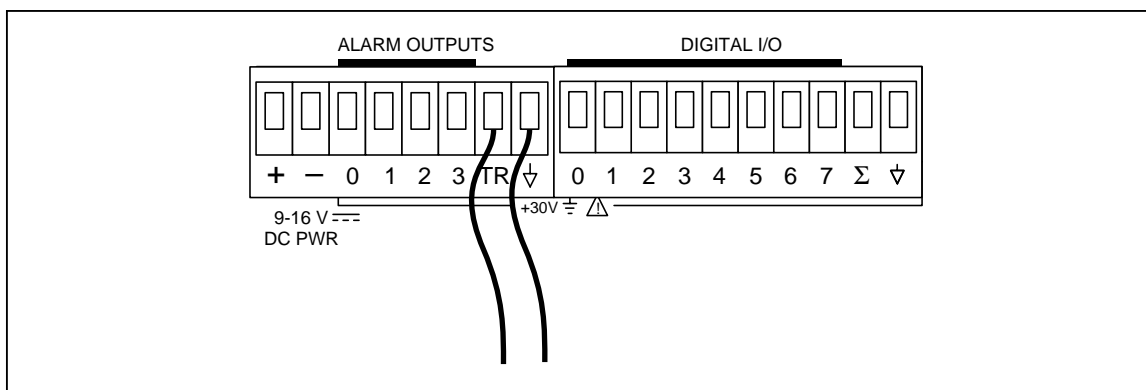 ALARM OUTPUTS DIGITAL I/O
+ − 0 1 2 3 TR 0 1 2 3 4 5 6 7 Σ
+30V
9-16 V
DC PWR